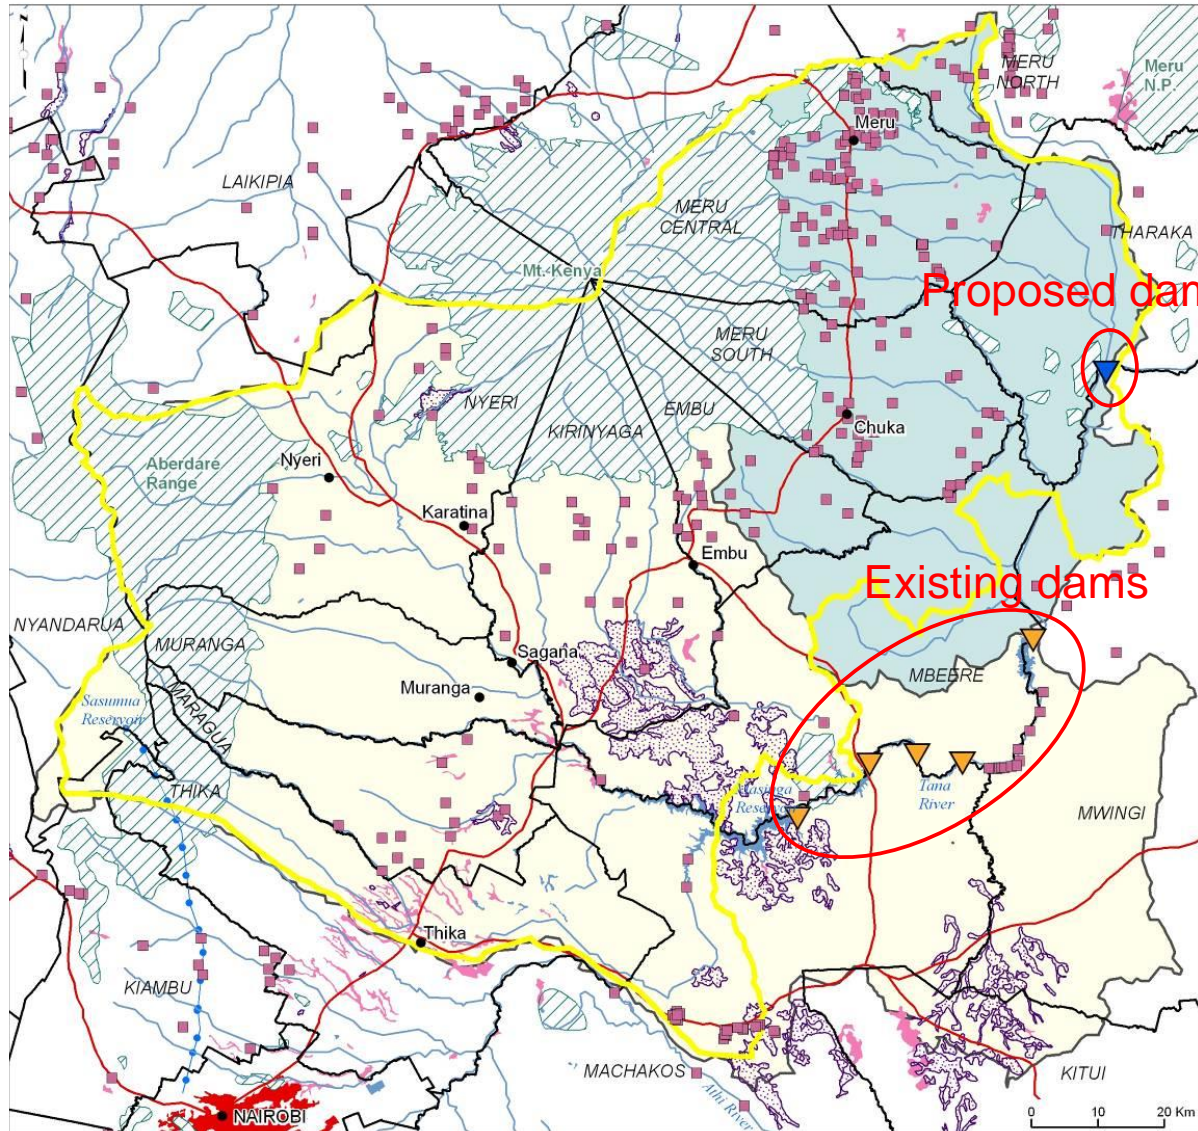 N
MERU
NORTH
Meru
N.P.
Meru
LAIKIPIA
MERU
CENTRAL
THARAKA
Mt. Kenya
Proposed dam
MERU
SOUTH
NYERI
EMBU
KIRINYAGA
Chuka
Aberdare
Range
Nyeri
Karatina
Embu
Existing dams
NYANDARUA
MURANGA
Sagana
MBEERE
Muranga
MARAGUA
Sasumua
Reservoir
THIKA
Masinga
Reservoir
Tana
River
MWINGI
Thika
KIAMBU
MACHAKOS
KITUI
Athi River
NAIROBI
0 10 20 Km